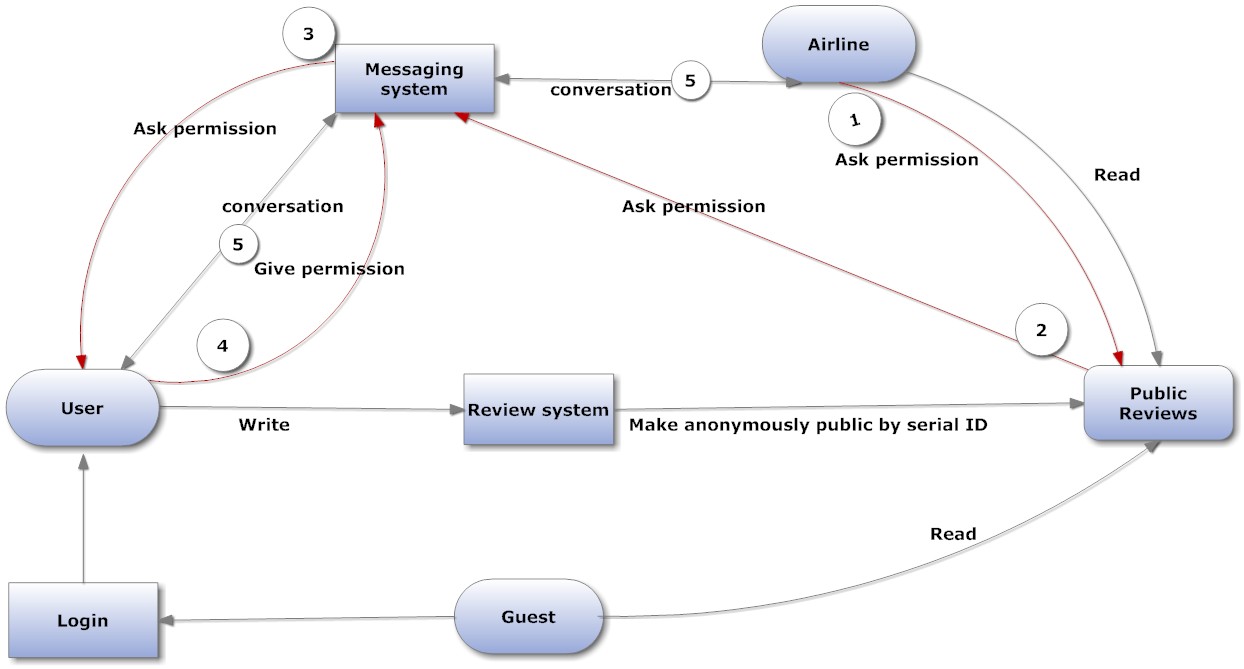 3
Messaging
system
Airline
conversation
5
1
Ask permission
Ask permission
Read
conversation
Ask permission
5
Give permission
2
4
User
Review system
Public
Reviews
Write
Make anonymously public by serial ID
Read
Login
Guest